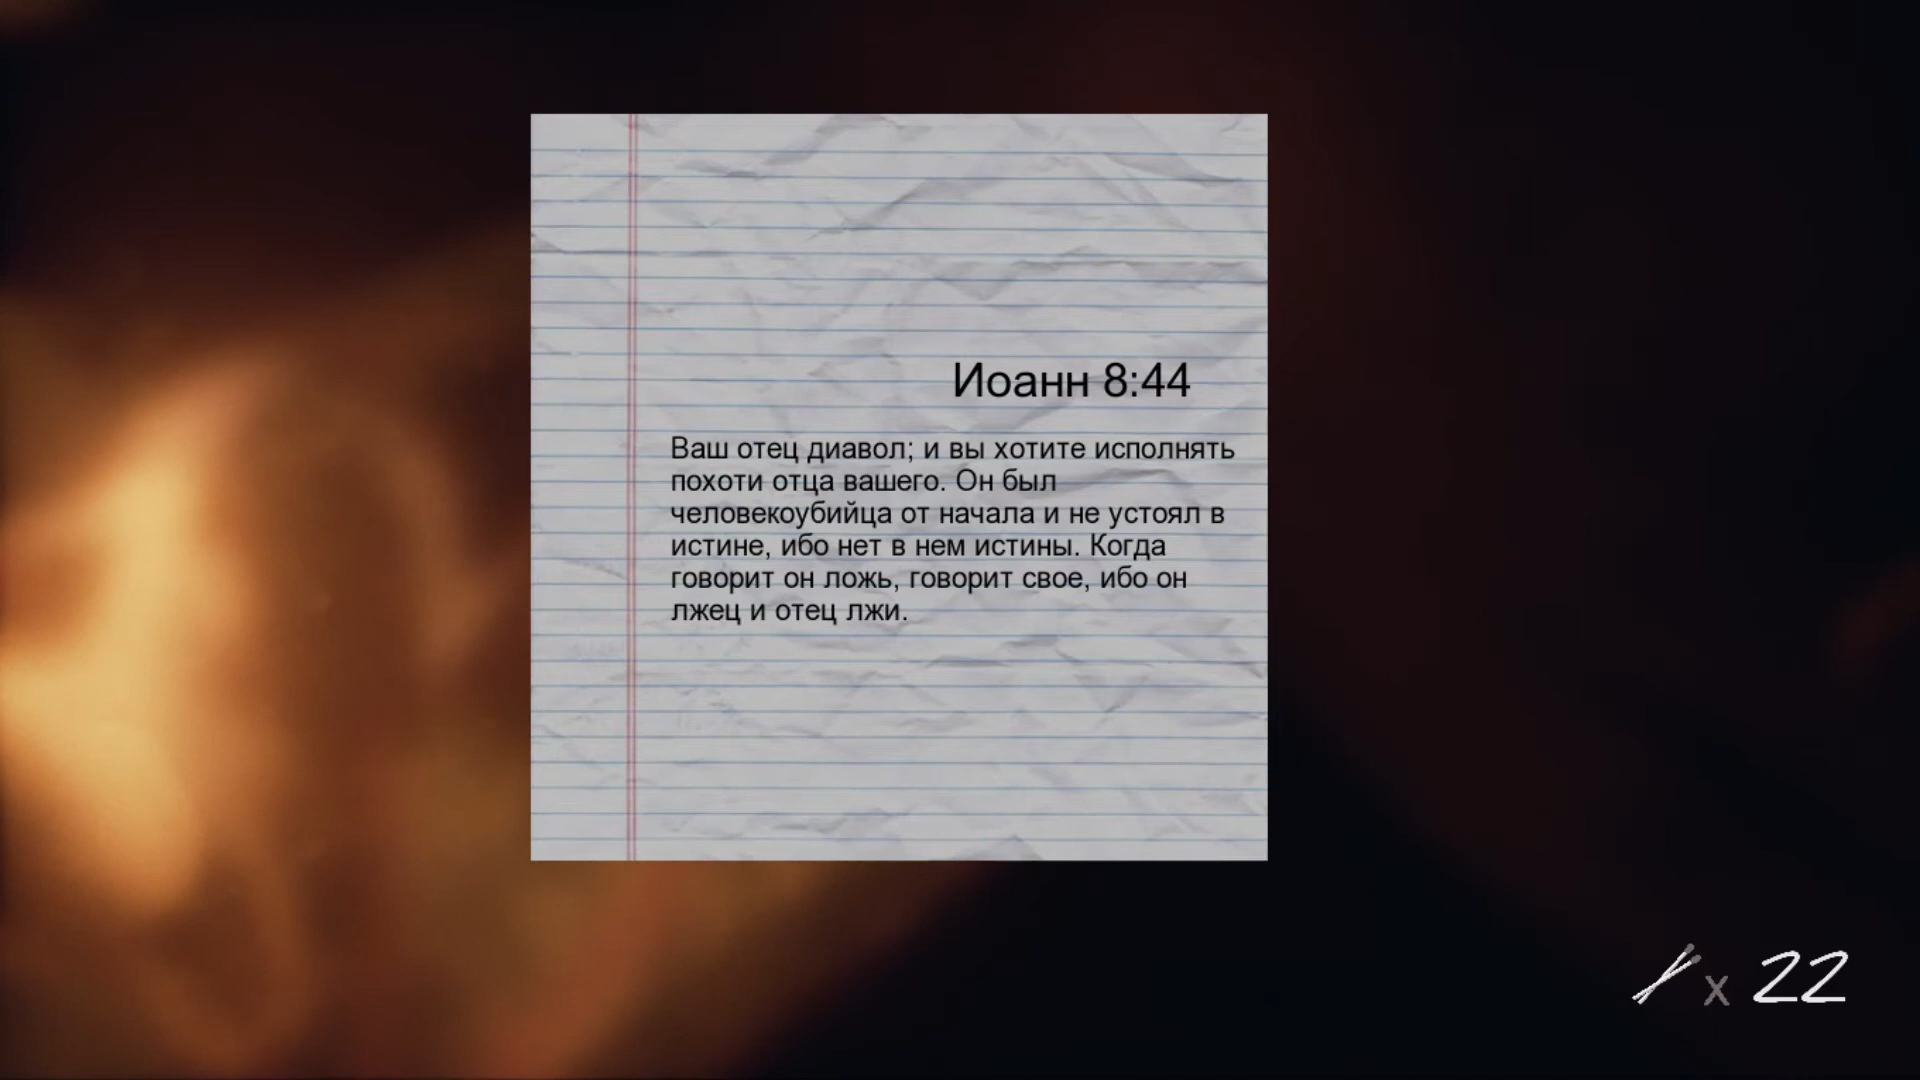 Иоанн 8:44
Ваш отец диавол; и вы хотите исполнять
похоти отца вашего. Он был
человекоубийца от начала и не устоял в
истине, ибо нет в нем истины. Когда
говорит он ложь, говорит свое, ибо он
лжец и отец лжи.
x 22